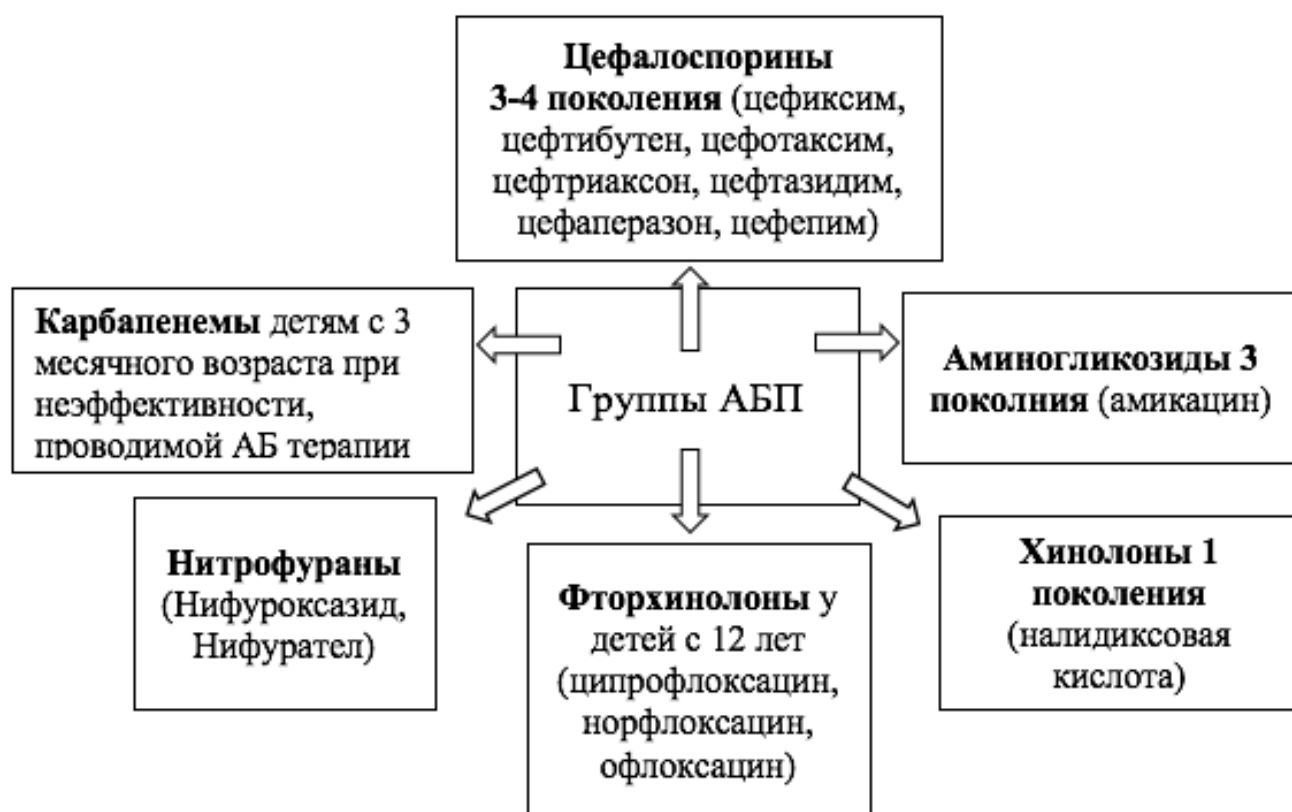 Цефалоспорины
3-4 поколения (цефиксим,
цефтибутен, цефотаксим,
цефтриаксон, цефтазидим,
цефаперазон, цефепим)
Карбапенемы детям с 3
месячного возраста при
неэффективности,
проводимой АБ терапии
Группы АБП
Аминогликозиды 3
поколния (амикацин)
Нитрофураны
(Нифуроксазид,
Нифурател)
Фторхинолоны у
детей с 12 лет
(ципрофлоксацин,
норфлоксацин,
офлоксацин)
Хинолоны 1
поколения
(налидиксовая
кислота)